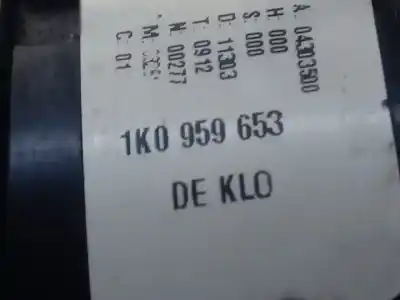 A: 04303500
H: 000
S: 000
D: 11303
T: 0912
N: 00277
M:
C: 01
1K0 959 653
DE KLO